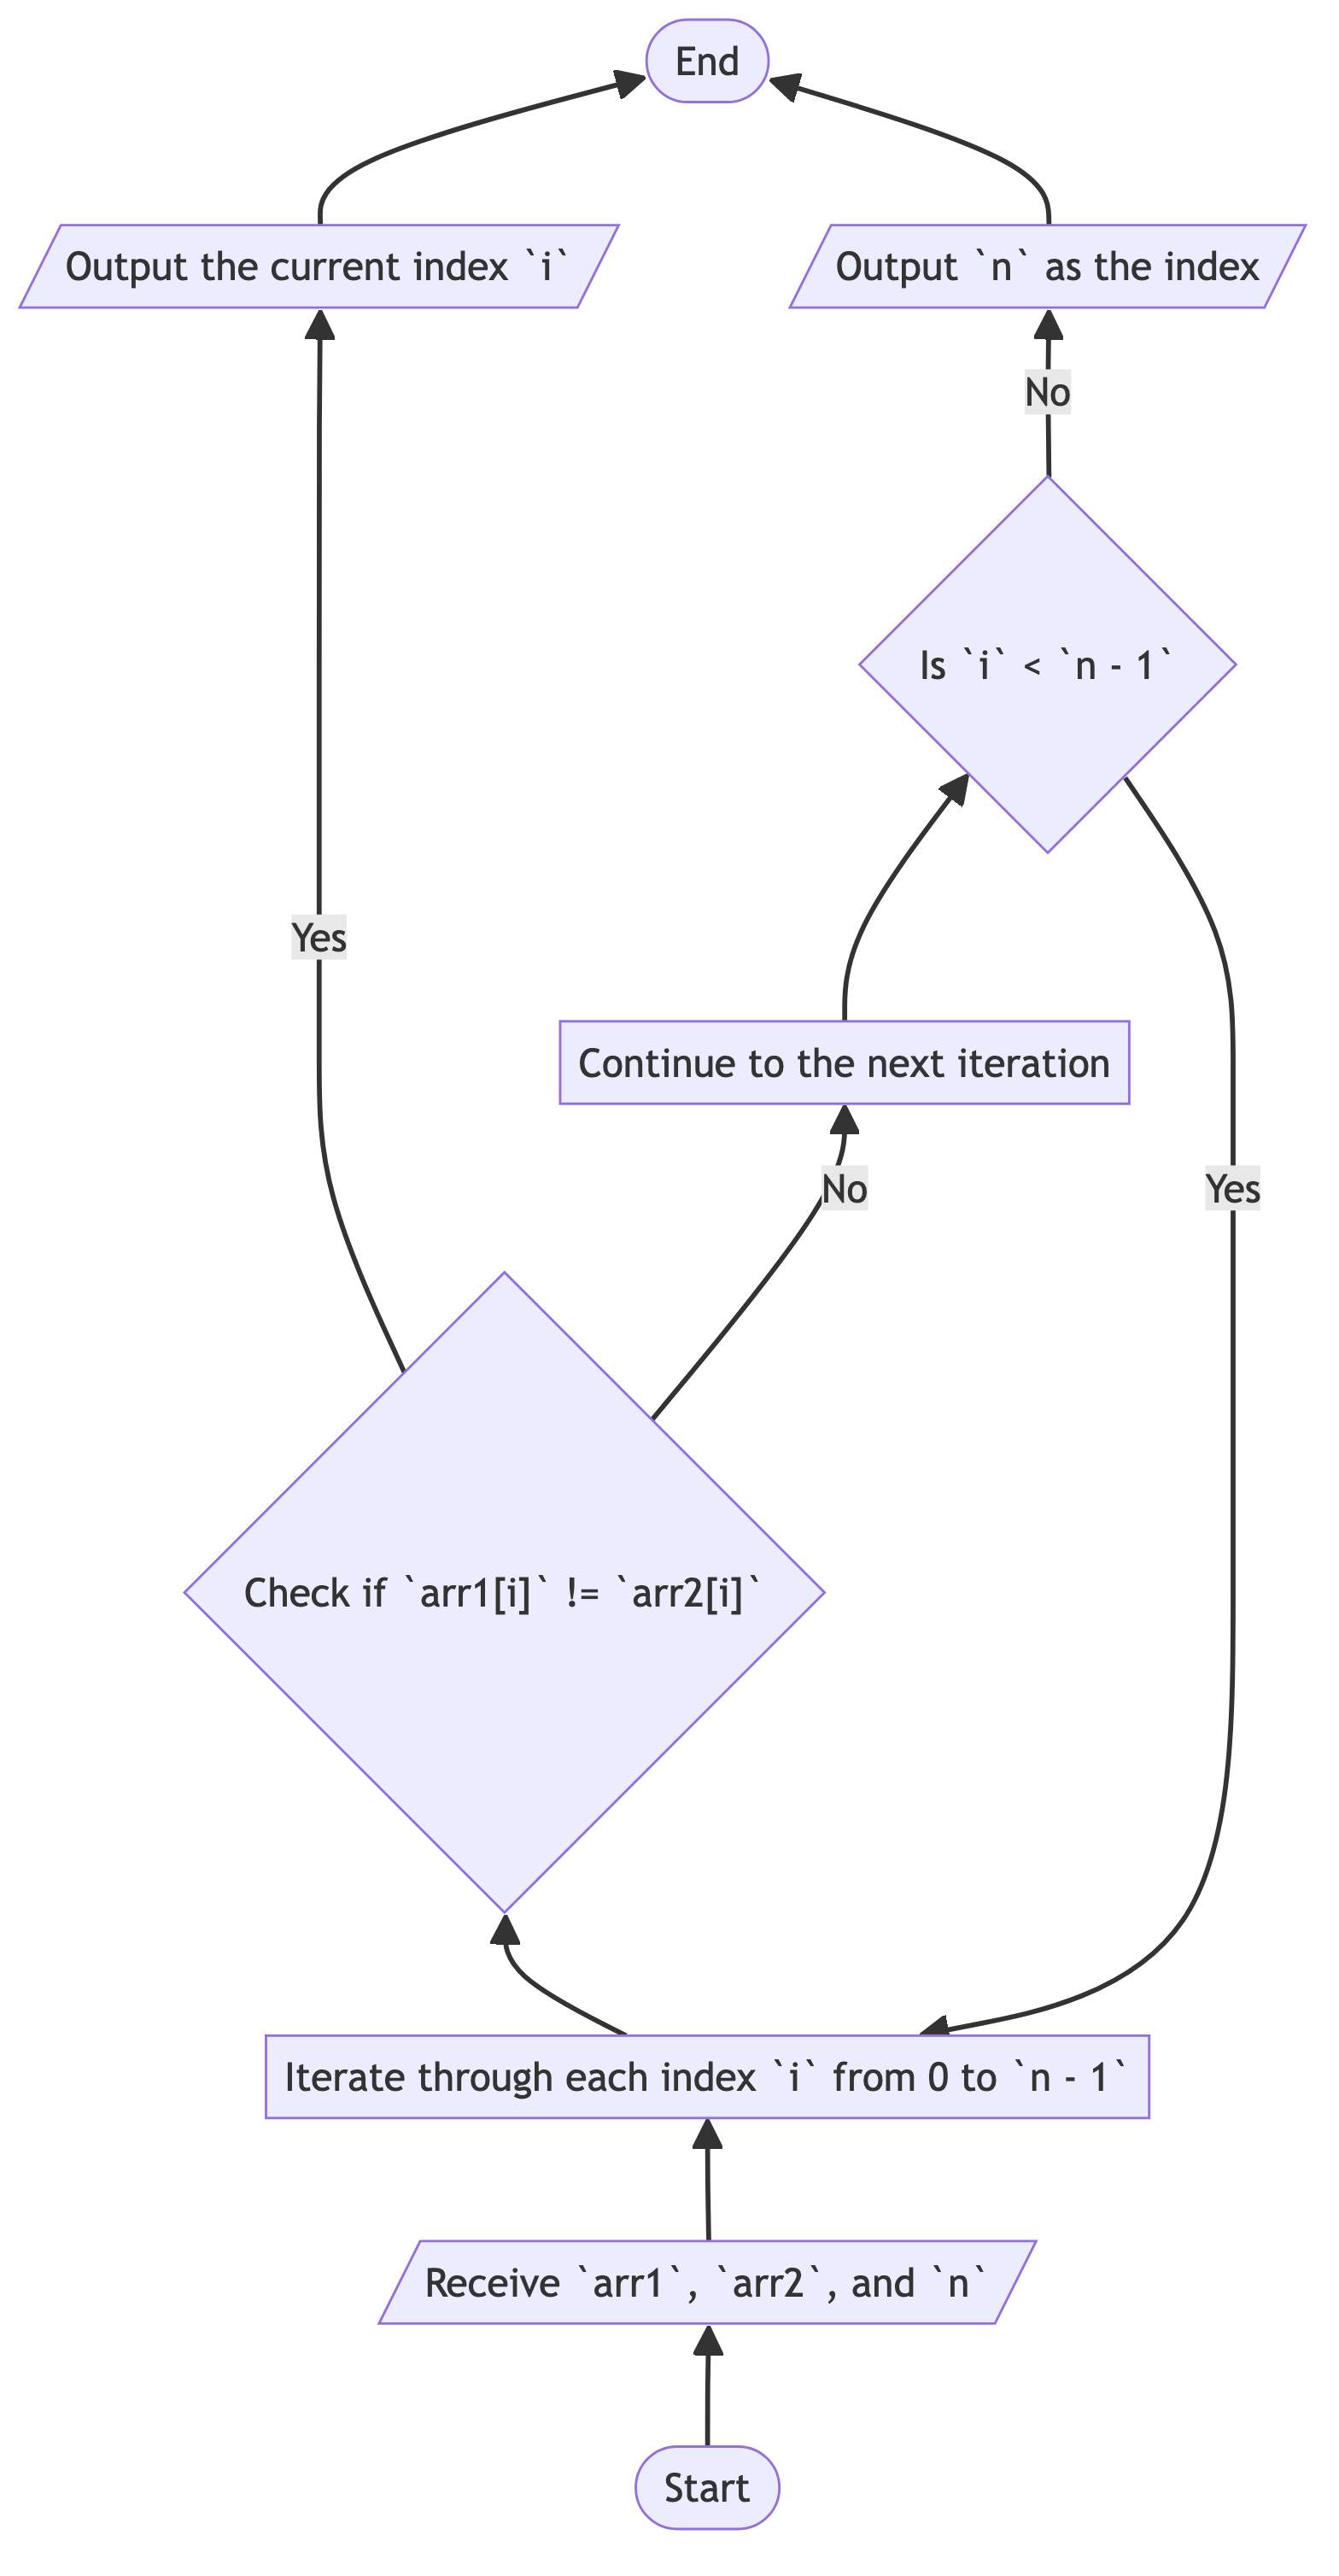 End
Output the current index `i`
Output `n` as the index
No
Is `i` < `n - 1`
Yes
Continue to the next iteration
No
Yes
Check if `arr1[i]` != `arr2[i]`
Iterate through each index `i` from 0 to `n - 1`
Receive `arr1`, `arr2`, and `n`
Start